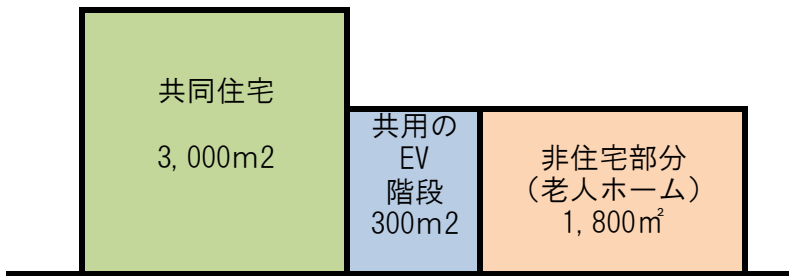 共同住宅
3,000m2
共用の
EV
階段
300m2
非住宅部分
（老人ホーム）
1,800㎡